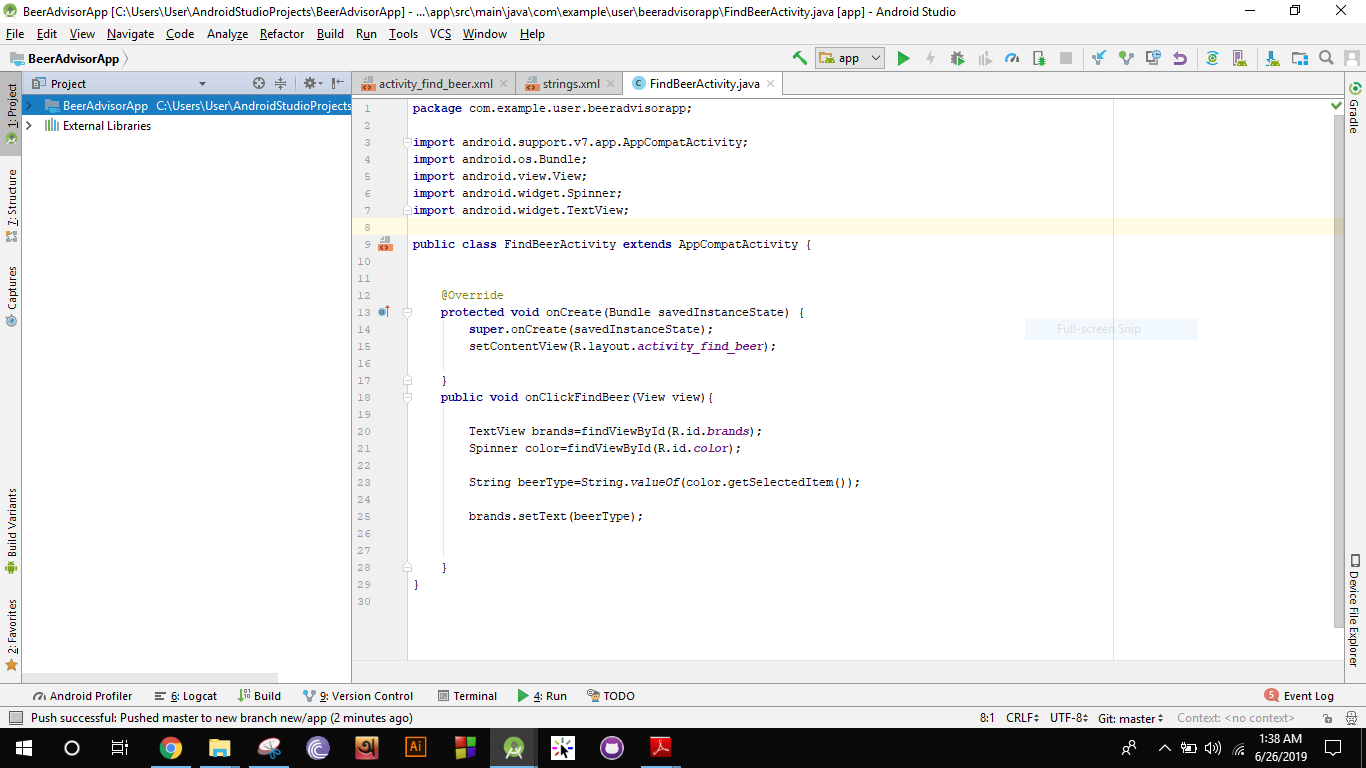 BeerAdvisorApp [C:\Users\User\AndroidStudioProjects\BeerAdvisorApp] - ...\app\src\main\java\com\example\user\beeradvisorapp\FindBeerActivity.java [app] - Android Studio
File Edit View Navigate Code Analyze Refactor Build Run Tools VCS Window Help
BeerAdvisorApp
app
Project
activity_find_beer.xml
strings.xml
FindBeerActivity.java
BeerAdvisorApp C:\Users\User\AndroidStudioProjects
External Libraries
1: Project
7: Structure
Captures
Build Variants
2: Favorites
1 package com.example.user.beeradvisorapp;
2
3 import android.support.v7.app.AppCompatActivity;
4 import android.os.Bundle;
5 import android.view.View;
6 import android.widget.Spinner;
7 import android.widget.TextView;
8
9 public class FindBeerActivity extends AppCompatActivity {
10
11
12 @Override
13 protected void onCreate(Bundle savedInstanceState) {
14 super.onCreate(savedInstanceState);
15 setContentView(R.layout.activity_find_beer);
16
17 }
18 public void onClickFindBeer(View view){
19
20 TextView brands=findViewById(R.id.brands);
21 Spinner color=findViewById(R.id.color);
22
23 String beerType=String.valueOf(color.getSelectedItem());
24
25 brands.setText(beerType);
26
27
28 }
29 }
30
Full-screen Snip
Gradle
Device File Explorer
Android Profiler 6: Logcat Build 9: Version Control Terminal 4: Run TODO
5 Event Log
Push successful: Pushed master to new branch new/app (2 minutes ago)
8:1 CRLF UTF-8 Git: master Context: <no context>
Ai
1:38 AM
6/26/2019